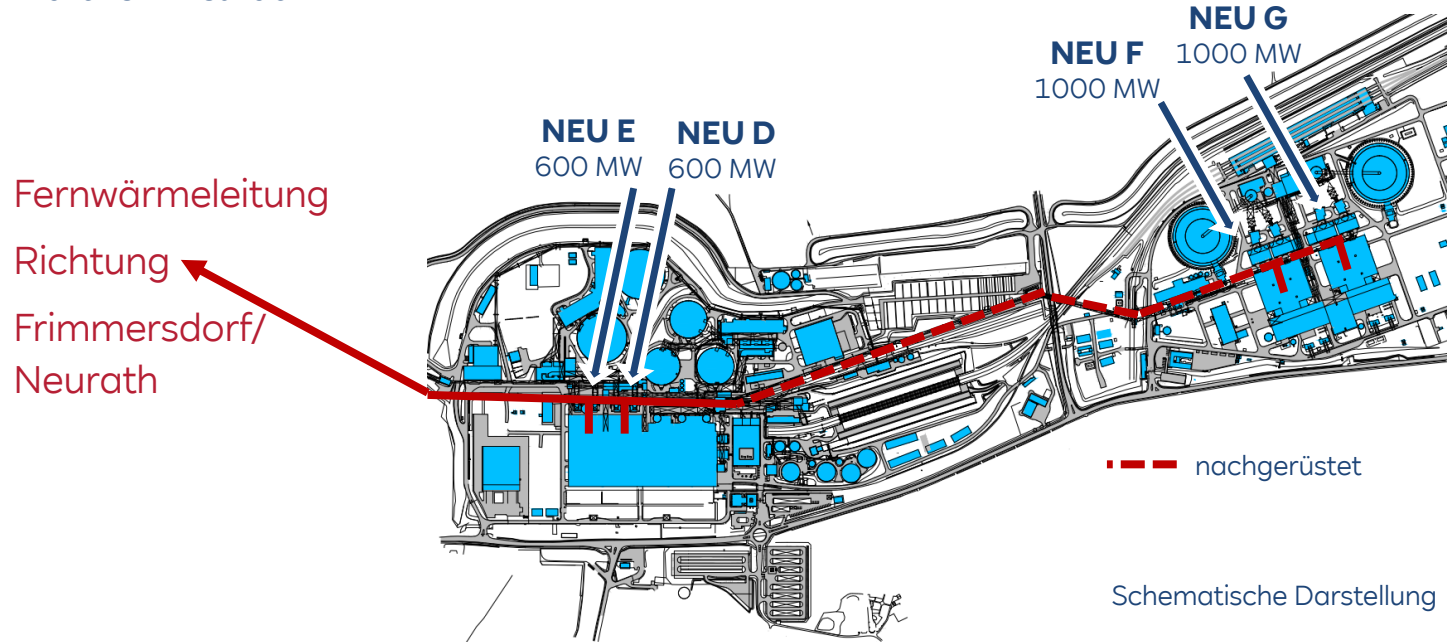 NEU G
1000 MW
NEU F
1000 MW
NEU E
600 MW
NEU D
600 MW
Fernwärmeleitung
Richtung
Frimmersdorf/
Neurath
nachgerüstet
Schematische Darstellung